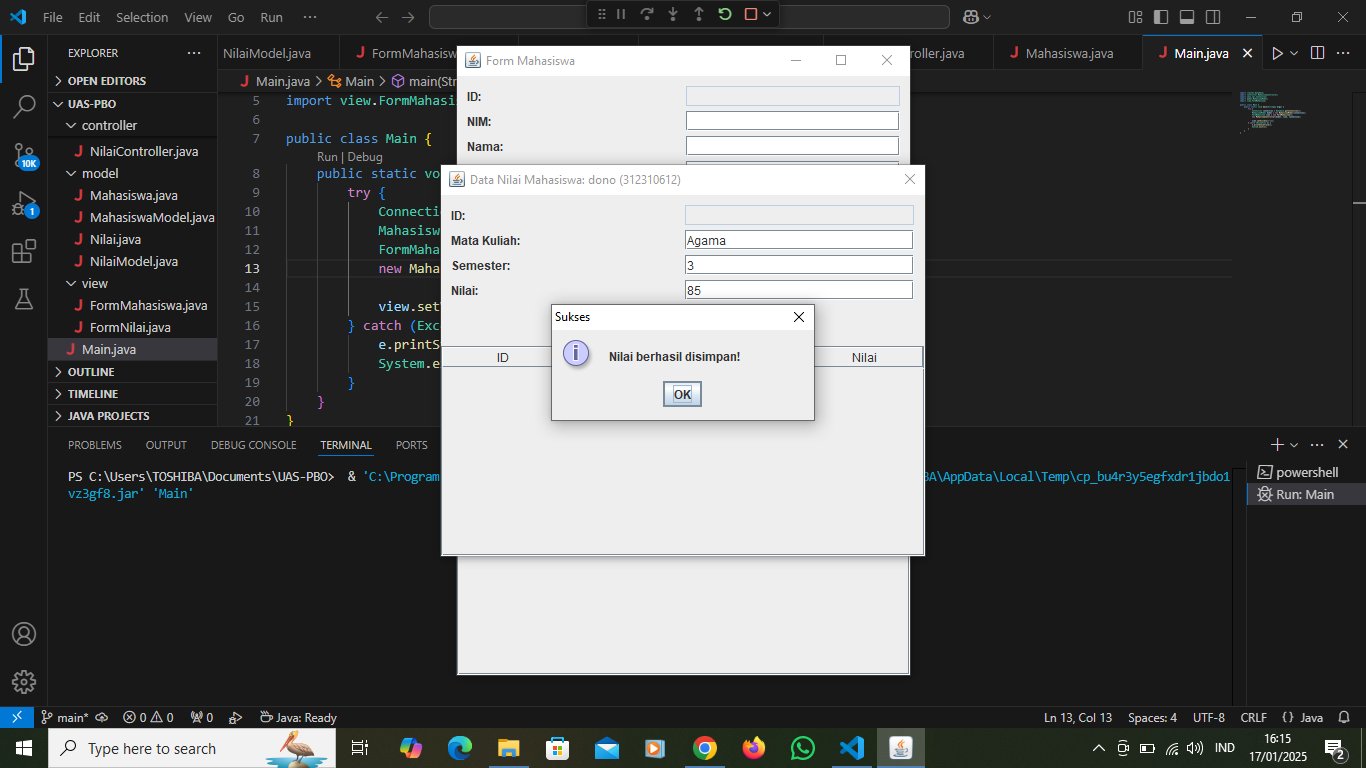 File Edit Selection View Go Run ···
EXPLORER ···
NilaiModel.java
FormMahasisw
ller.java
Mahasiswa.java
Main.java
OPEN EDITORS
UAS-PBO
controller
NilaiController.java
model
Mahasiswa.java
MahasiswaModel.java
Nilai.java
NilaiModel.java
view
FormMahasiswa.java
FormNilai.java
Main.java
OUTLINE
TIMELINE
JAVA PROJECTS
10K
1
Main.java > Main > main(Str
5 import view.FormMahasi
6
7 public class Main {
Run | Debug
8 public static vo
9 try {
10 Connecti
11 Mahasisw
12 FormMaha
13 new Maha
14
15 view.set
16 } catch (Exc
17 e.printS
18 System.e
19 }
20 }
21 }
Form Mahasiswa
ID:
NIM:
Nama:
Data Nilai Mahasiswa: dono (312310612)
ID:
Mata Kuliah: Agama
Semester: 3
Nilai: 85
ID Nilai
Sukses
Nilai berhasil disimpan!
OK
PROBLEMS OUTPUT DEBUG CONSOLE TERMINAL PORTS
PS C:\Users\TOSHIBA\Documents\UAS-PBO> & 'C:\Program
BA\AppData\Local\Temp\cp_bu4r3y5egfxdr1jbdo1
vz3gf8.jar' 'Main'
powershell
Run: Main
main* 0 0 0 Java: Ready
Ln 13, Col 13 Spaces: 4 UTF-8 CRLF {} Java
Type here to search
IND
16:15
17/01/2025
2